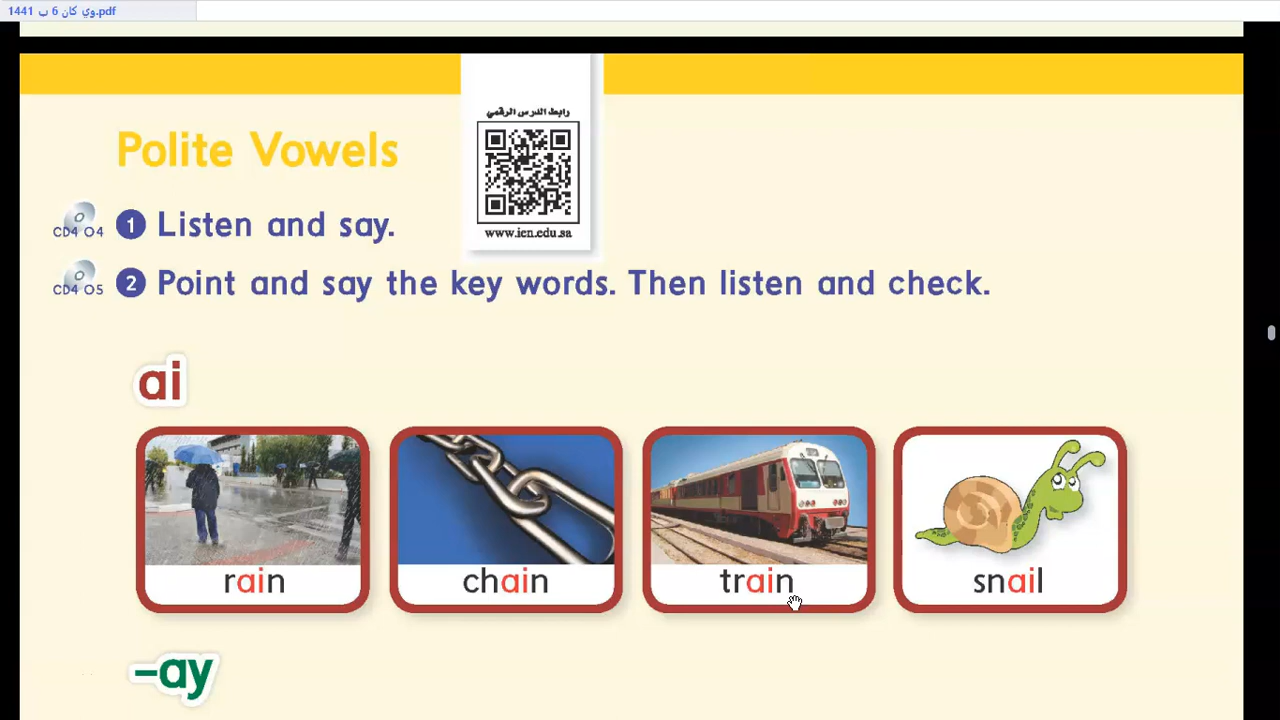 وي كان 6 ب 1441.pdf
رابط الدرس الرقمي
www.ien.edu.sa
Polite Vowels
CD4 04
1 Listen and say.
CD4 05
2 Point and say the key words. Then listen and check.
ai
rain
chain
train
snail
–ay